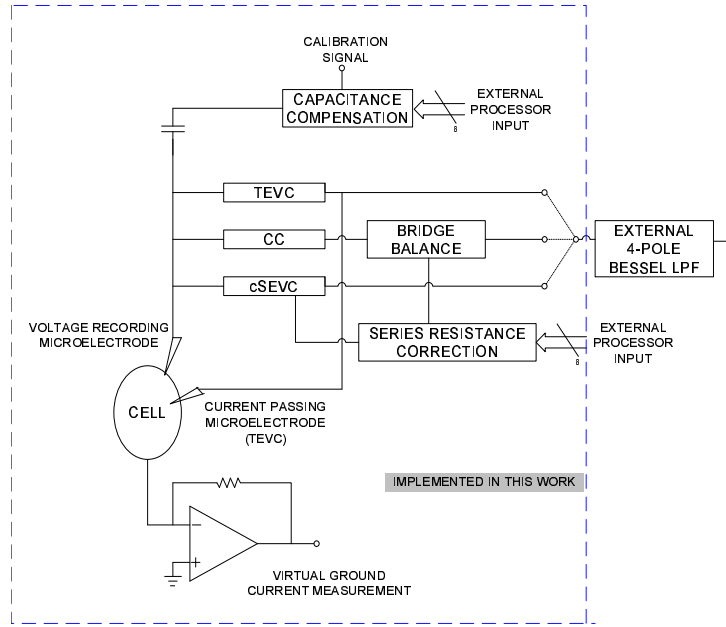 CALIBRATION
SIGNAL
CAPACITANCE
COMPENSATION
8
EXTERNAL
PROCESSOR
INPUT
TEVC
CC
BRIDGE
BALANCE
EXTERNAL
4-POLE
BESSEL LPF
cSEVC
VOLTAGE RECORDING
MICROELECTRODE
SERIES RESISTANCE
CORRECTION
8
EXTERNAL
PROCESSOR
INPUT
CELL
CURRENT PASSING
MICROELECTRODE
(TEVC)
IMPLEMENTED IN THIS WORK
−
+
VIRTUAL GROUND
CURRENT MEASUREMENT